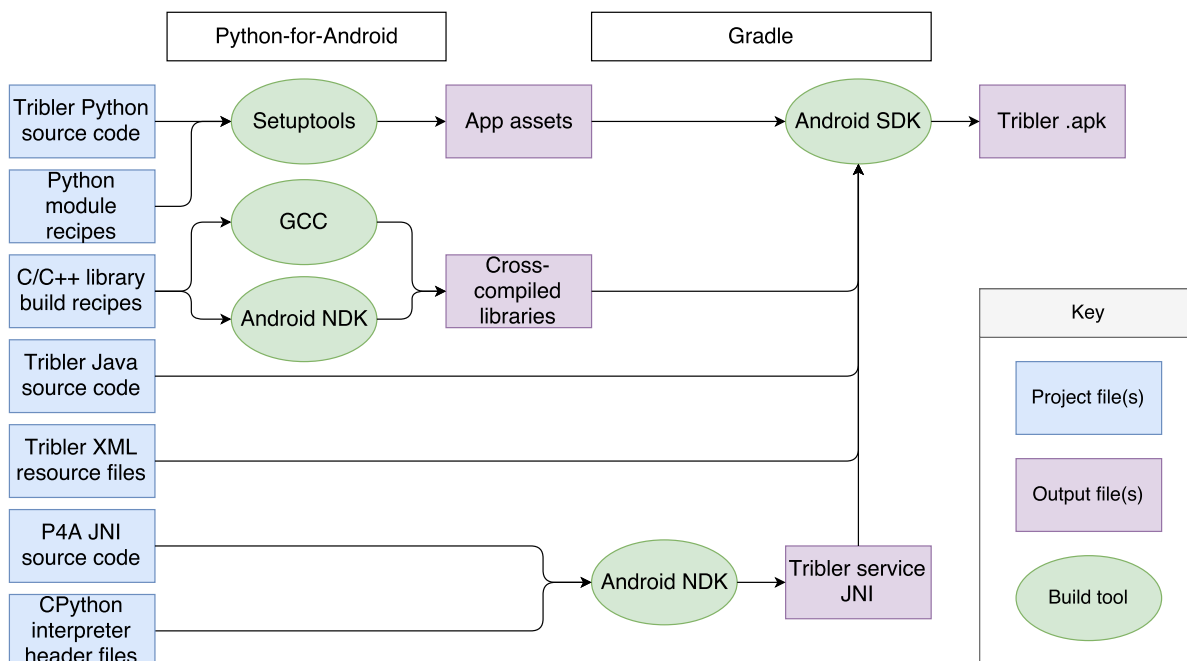 Python-for-Android
Gradle
Tribler Python
source code
Setuptools
App assets
Android SDK
Tribler .apk
Python
module
recipes
GCC
C/C++ library
build recipes
Android NDK
Cross-
compiled
libraries
Tribler Java
source code
Tribler XML
resource files
P4A JNI
source code
Android NDK
Tribler service
JNI
CPython
interpreter
header files
Key
Project file(s)
Output file(s)
Build tool